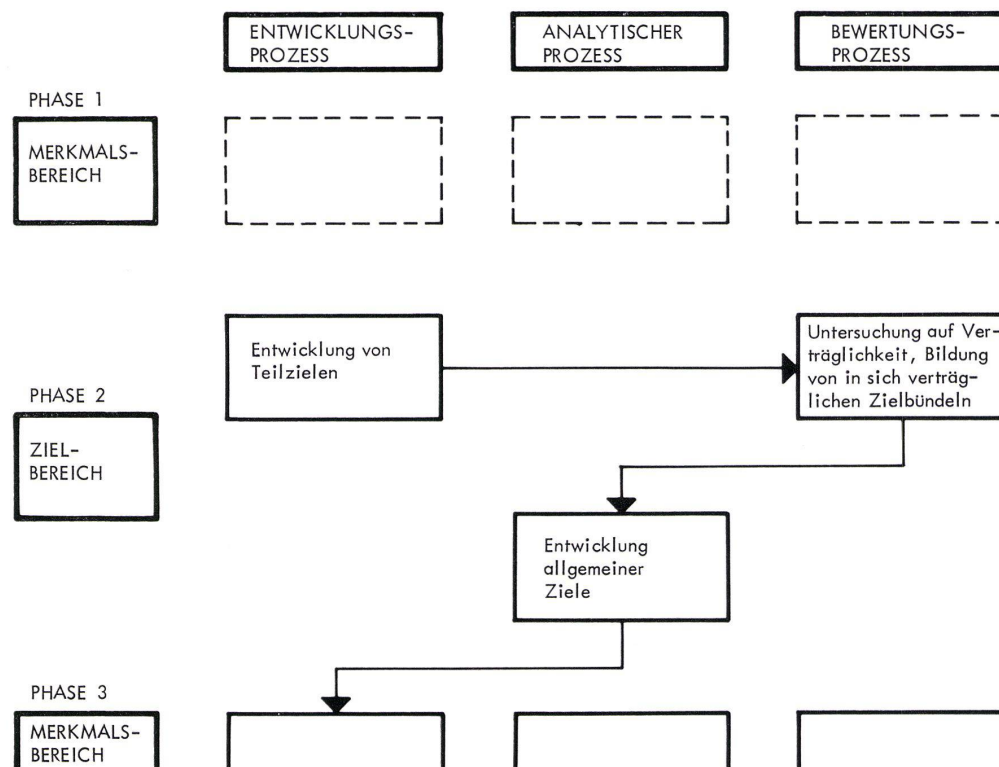 ENTWICKLUNGS-
PROZESS
ANALYTISCHER
PROZESS
BEWERTUNGS-
PROZESS
PHASE 1
MERKMALS-
BEREICH
Entwicklung von
Teilzielen
Untersuchung auf Ver-
träglichkeit, Bildung
von in sich verträg-
lichen Zielbündeln
PHASE 2
ZIEL-
BEREICH
Entwicklung
allgemeiner
Ziele
PHASE 3
MERKMALS-
BEREICH